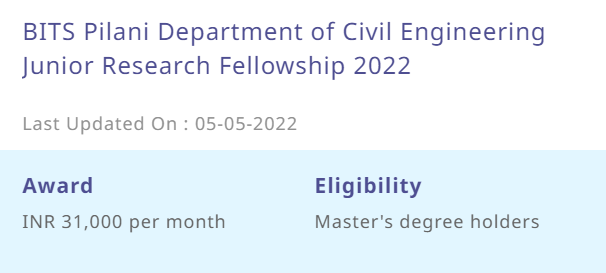 BITS Pilani Department of Civil Engineering
Junior Research Fellowship 2022
Last Updated On : 05-05-2022
Award
Eligibility
INR 31,000 per month
Master's degree holders